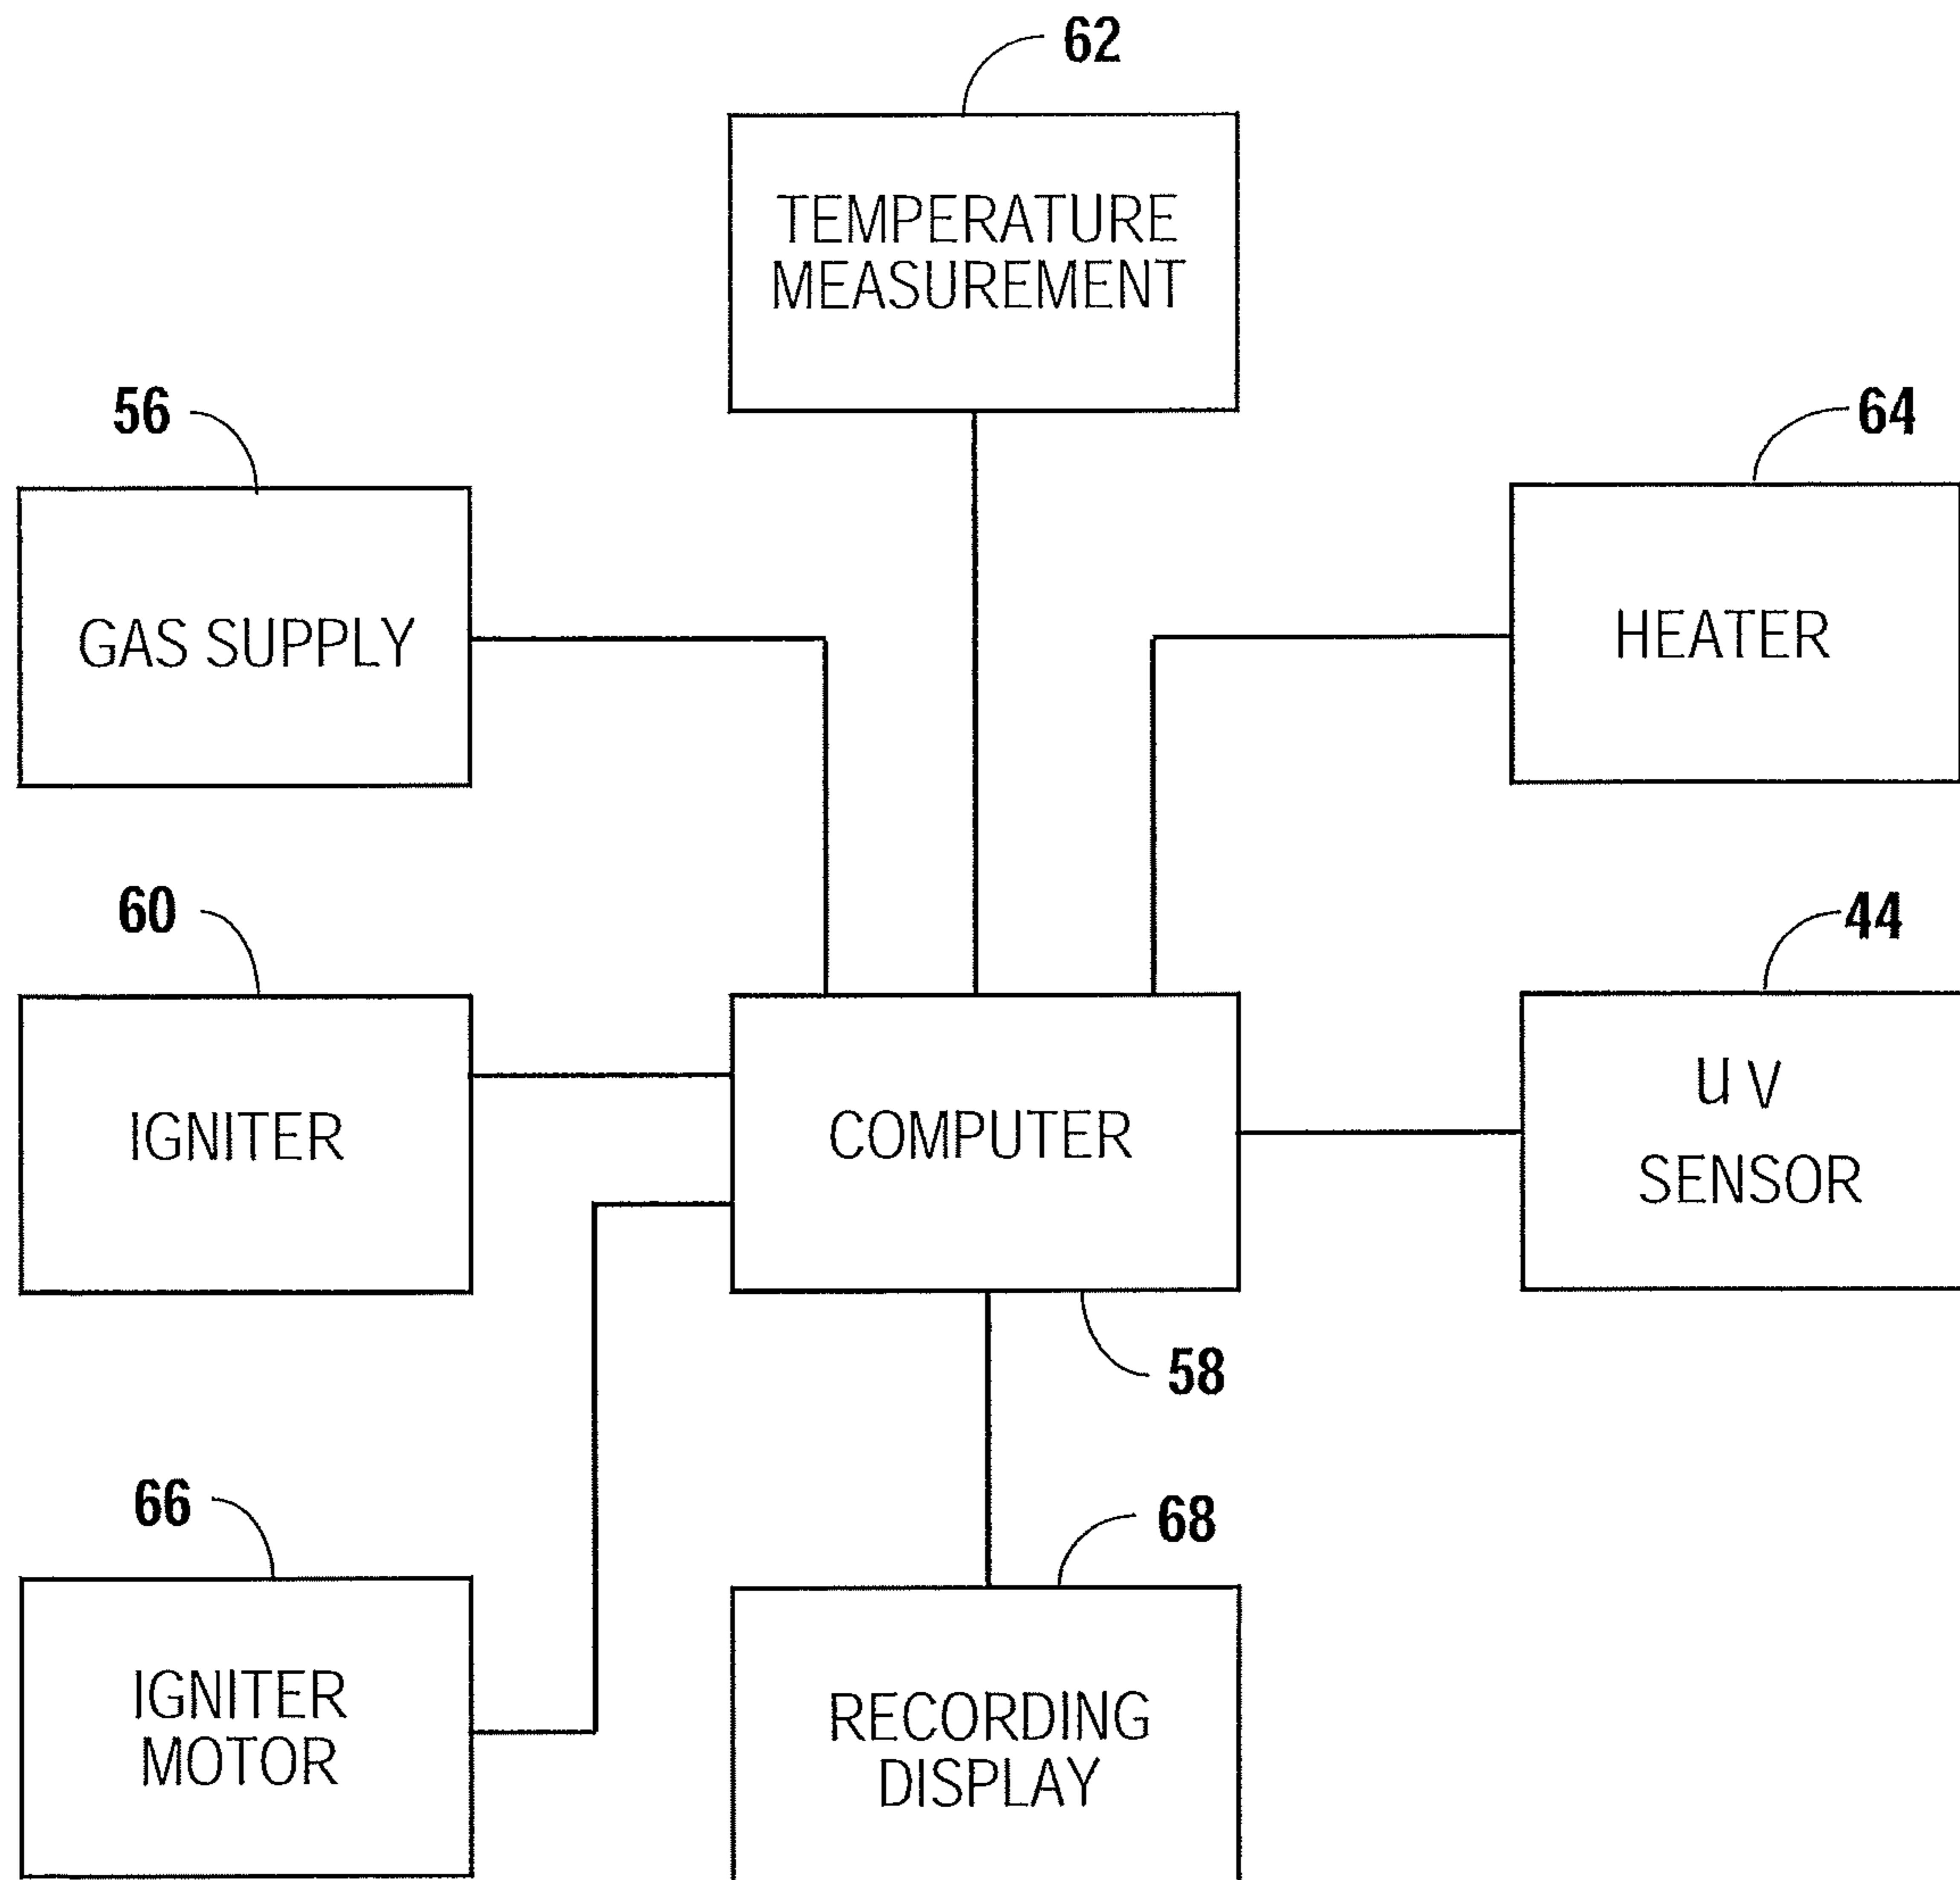 62
TEMPERATURE
MEASUREMENT
56
64
GAS SUPPLY
HEATER
60
44
IGNITER
COMPUTER
U V
SENSOR
58
66
68
IGNITER
MOTOR
RECORDING
DISPLAY